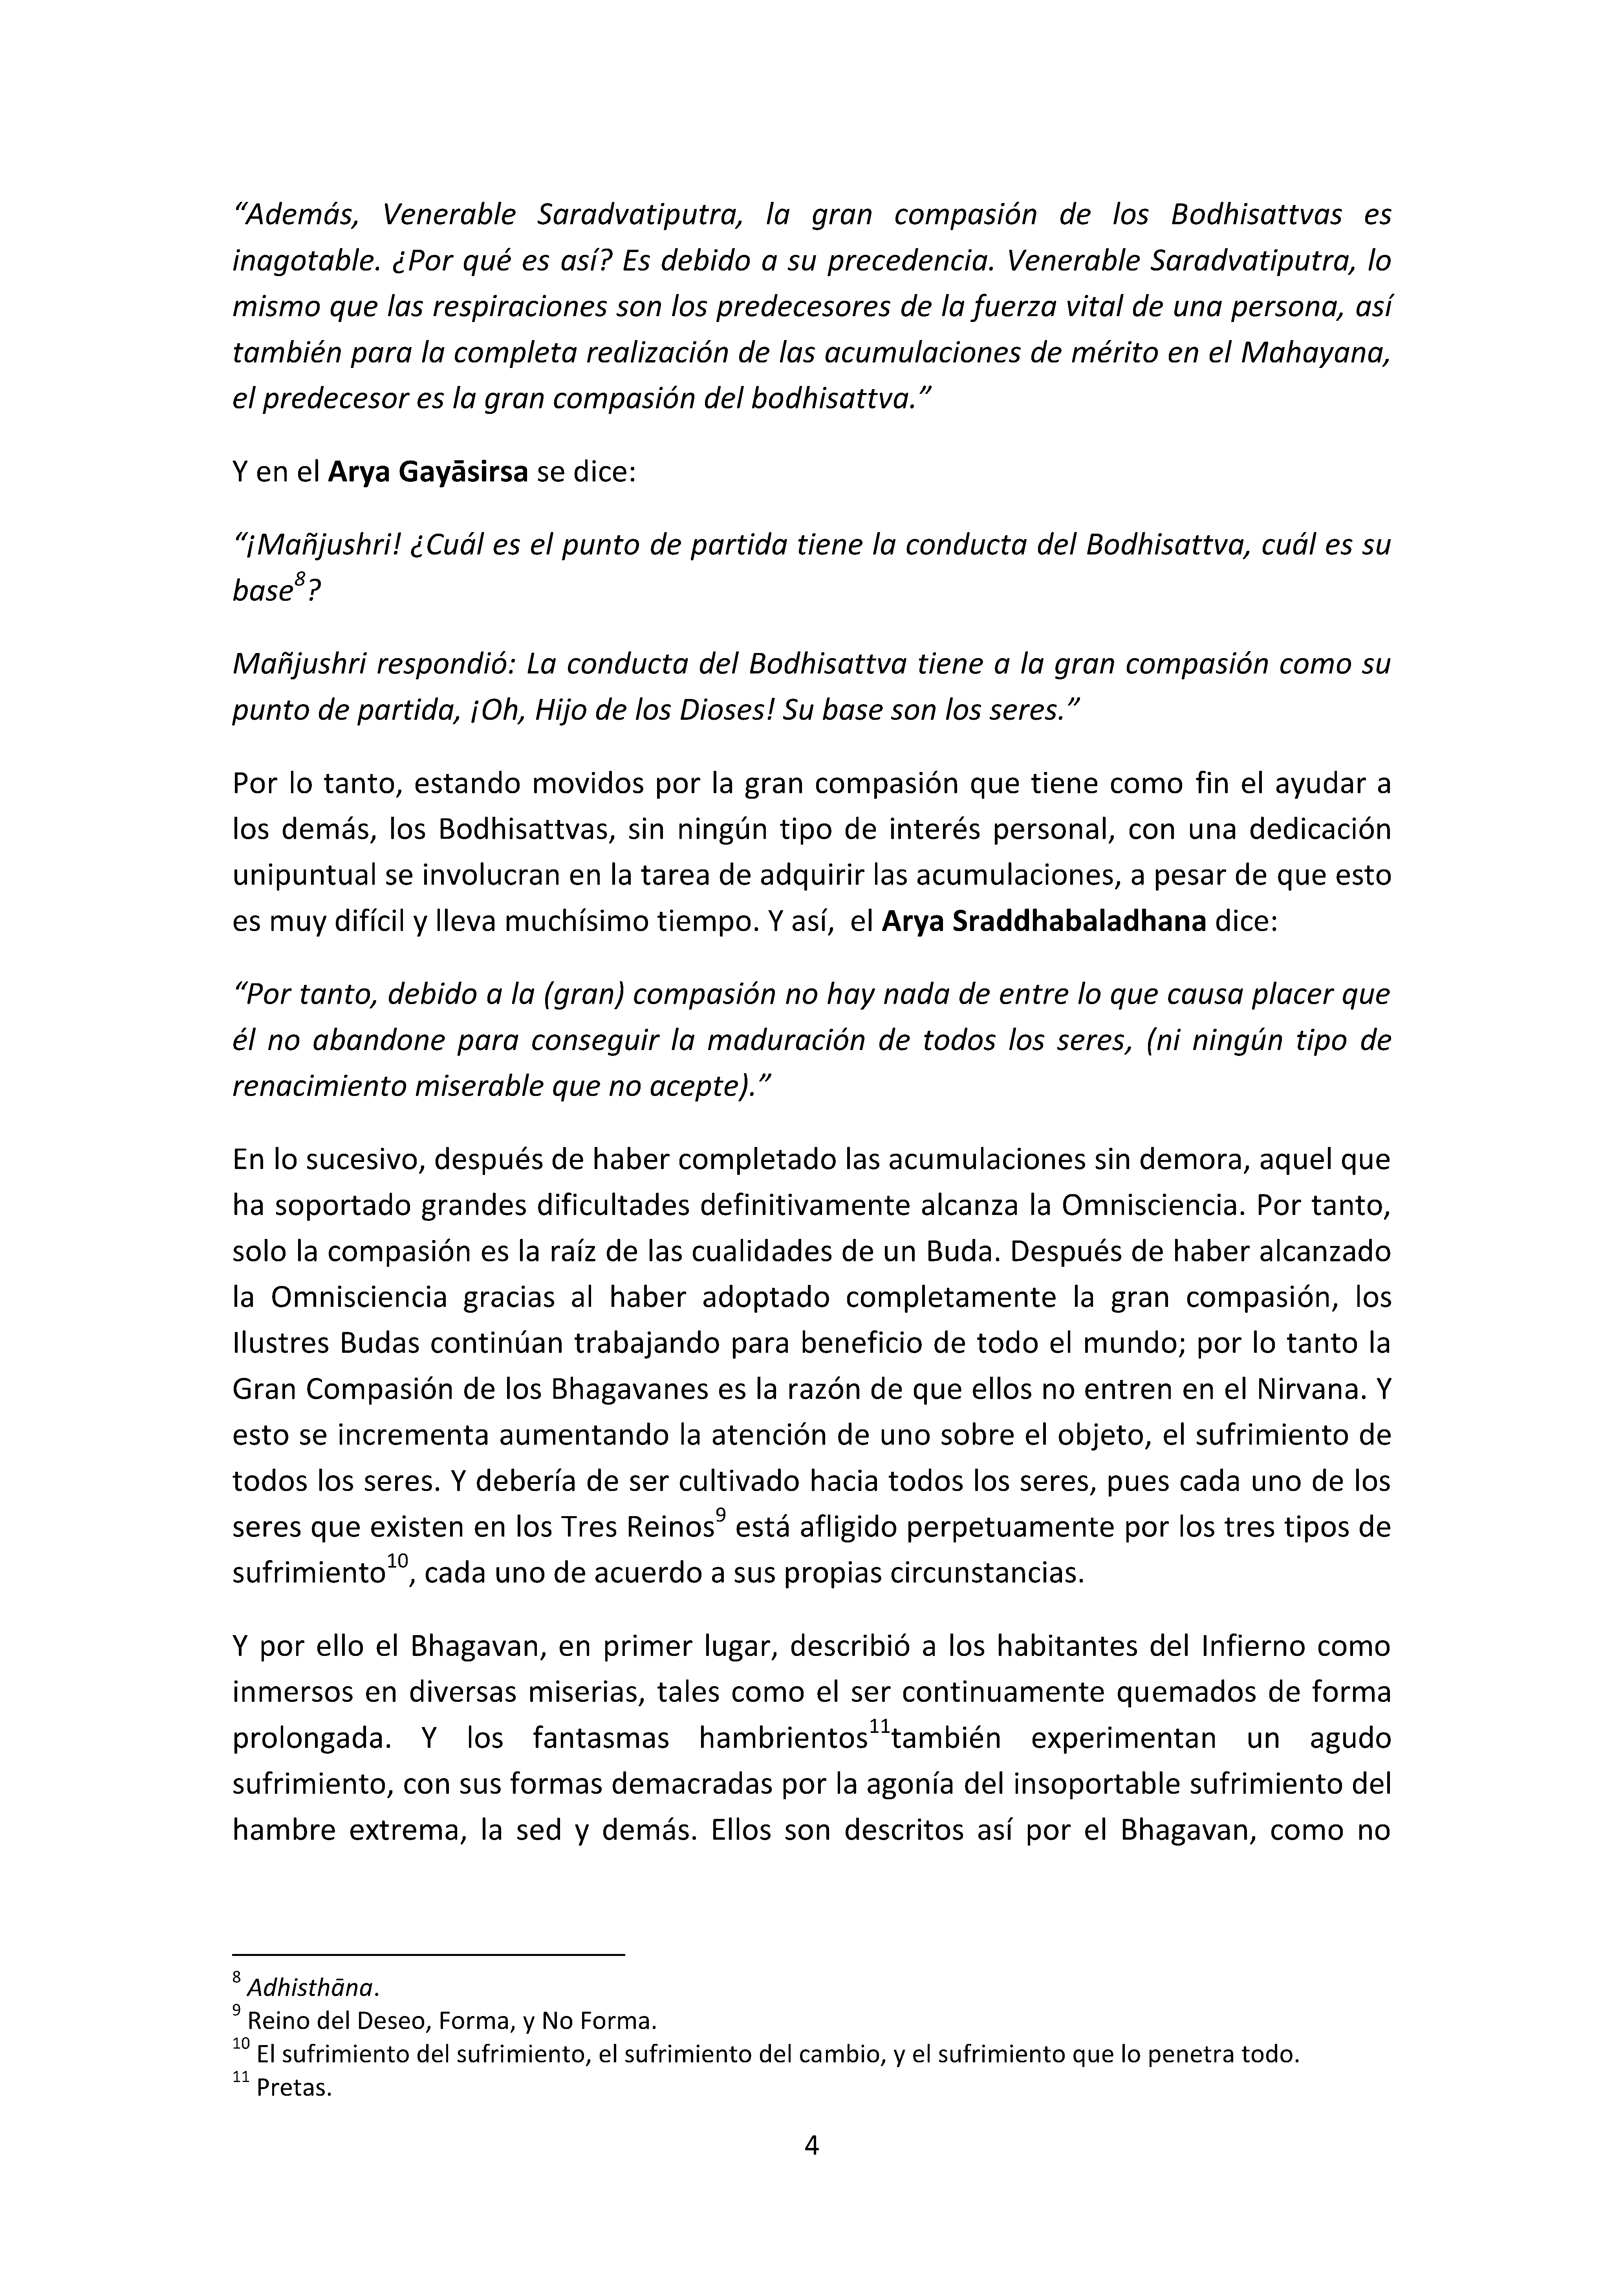 “Además, Venerable Saradvatiputra, la gran compasión de los Bodhisattvas es
inagotable. ¿Por qué es así? Es debido a su precedencia. Venerable Saradvatiputra, lo
mismo que las respiraciones son los predecesores de la fuerza vital de una persona, así
también para la completa realización de las acumulaciones de mérito en el Mahayana,
el predecesor es la gran compasión del bodhisattva.”
Y en el Arya Gayāsirsa se dice:
“¡Mañjushri! ¿Cuál es el punto de partida tiene la conducta del Bodhisattva, cuál es su
base8?
Mañjushri respondió: La conducta del Bodhisattva tiene a la gran compasión como su
punto de partida, ¡Oh, Hijo de los Dioses! Su base son los seres.”
Por lo tanto, estando movidos por la gran compasión que tiene como fin el ayudar a
los demás, los Bodhisattvas, sin ningún tipo de interés personal, con una dedicación
unipuntual se involucran en la tarea de adquirir las acumulaciones, a pesar de que esto
es muy difícil y lleva muchísimo tiempo. Y así, el Arya Sraddhabaladhana dice:
“Por tanto, debido a la (gran) compasión no hay nada de entre lo que causa placer que
él no abandone para conseguir la maduración de todos los seres, (ni ningún tipo de
renacimiento miserable que no acepte).”
En lo sucesivo, después de haber completado las acumulaciones sin demora, aquel que
ha soportado grandes dificultades definitivamente alcanza la Omnisciencia. Por tanto,
solo la compasión es la raíz de las cualidades de un Buda. Después de haber alcanzado
la Omnisciencia gracias al haber adoptado completamente la gran compasión, los
Ilustres Budas continúan trabajando para beneficio de todo el mundo; por lo tanto la
Gran Compasión de los Bhagavanes es la razón de que ellos no entren en el Nirvana. Y
esto se incrementa aumentando la atención de uno sobre el objeto, el sufrimiento de
todos los seres. Y debería de ser cultivado hacia todos los seres, pues cada uno de los
seres que existen en los Tres Reinos9 está afligido perpetuamente por los tres tipos de
sufrimiento10, cada uno de acuerdo a sus propias circunstancias.
Y por ello el Bhagavan, en primer lugar, describió a los habitantes del Infierno como
inmersos en diversas miserias, tales como el ser continuamente quemados de forma
prolongada. Y los fantasmas hambrientos11también experimentan un agudo
sufrimiento, con sus formas demacradas por la agonía del insoportable sufrimiento del
hambre extrema, la sed y demás. Ellos son descritos así por el Bhagavan, como no
8 Adhisthāna.
9 Reino del Deseo, Forma, y No Forma.
10 El sufrimiento del sufrimiento, el sufrimiento del cambio, y el sufrimiento que lo penetra todo.
11 Pretas.
4